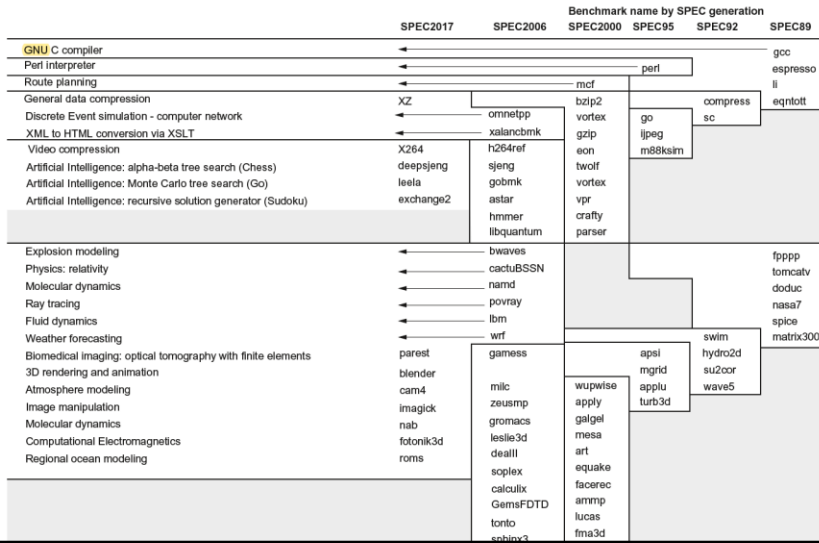 Benchmark name by SPEC generation
SPEC2017 SPEC2006 SPEC2000 SPEC95 SPEC92 SPEC89
GNU C compiler gcc
Perl interpreter perl espresso
Route planning mcf li
General data compression XZ bzip2 compress eqntott
Discrete Event simulation - computer network omnetpp vortex go sc
XML to HTML conversion via XSLT xalancbmk gzip ijpeg
Video compression X264 h264ref eon m88ksim
Artificial Intelligence: alpha-beta tree search (Chess) deepsjeng sjeng twolf
Artificial Intelligence: Monte Carlo tree search (Go) leela gobmk vortex
Artificial Intelligence: recursive solution generator (Sudoku) exchange2 astar vpr
hmmer crafty
libquantum parser
Explosion modeling bwaves fpppp
Physics: relativity cactuBSSN tomcatv
Molecular dynamics namd doduc
Ray tracing povray nasa7
Fluid dynamics lbm spice
Weather forecasting wrf swim matrix300
Biomedical imaging: optical tomography with finite elements parest gamess apsi hydro2d
3D rendering and animation blender mgrid su2cor
Atmosphere modeling cam4 milc wupwise applu wave5
Image manipulation imagick zeusmp apply turb3d
Molecular dynamics nab gromacs galgel
Computational Electromagnetics fotonik3d leslie3d mesa
Regional ocean modeling roms dealII art
soplex equake
calculix facerec
GemsFDTD ammp
tonto lucas
sphinx3 fma3d